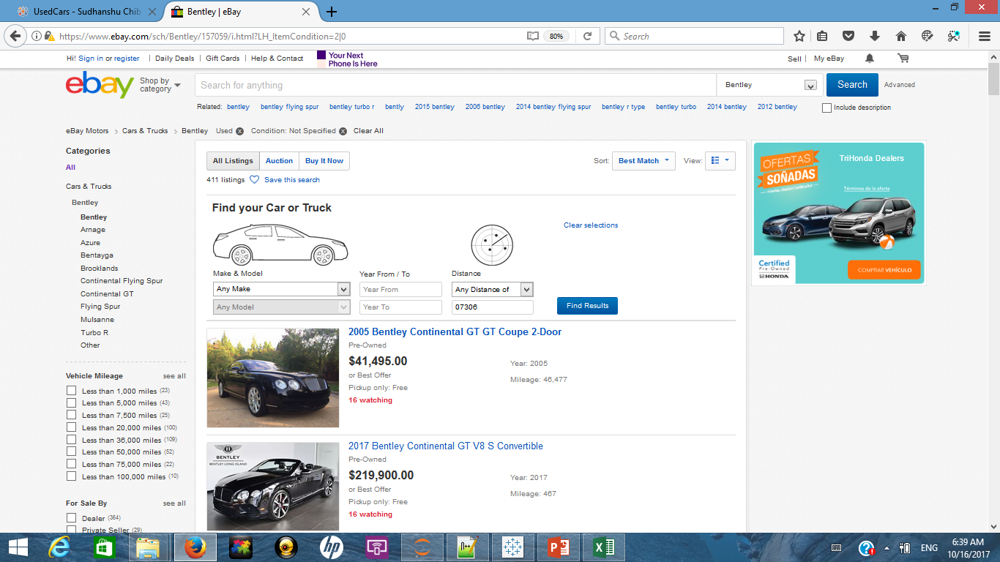 UsedCars - Sudhanshu Chib
Bentley | eBay
https://www.ebay.com/sch/Bentley/157059/i.html?LH_ItemCondition=2|0
80%
Search
Hi! Sign in or register | Daily Deals | Gift Cards | Help & Contact
Your Next
Phone Is Here
Sell | My eBay
ebay
Shop by
category
Search for anything
Bentley
Search
Advanced
Related: bentley bentley flying spur bentley turbo r bently 2015 bentley 2006 bentley 2014 bentley flying spur bentley r type bentley turbo 2014 bentley 2012 bentley
Include description
eBay Motors > Cars & Trucks > Bentley Used Condition: Not Specified Clear All
Categories
All
Cars & Trucks
Bentley
Bentley
Arnage
Azure
Bentayga
Brooklands
Continental Flying Spur
Continental GT
Flying Spur
Mulsanne
Turbo R
Other
Vehicle Mileage see all
Less than 1,000 miles (23)
Less than 5,000 miles (43)
Less than 7,500 miles (25)
Less than 20,000 miles (100)
Less than 36,000 miles (109)
Less than 50,000 miles (52)
Less than 75,000 miles (22)
Less than 100,000 miles (10)
For Sale By see all
Dealer (364)
Private Seller (29)
All Listings Auction Buy It Now
Sort: Best Match View:
411 listings Save this search
Find your Car or Truck
Clear selections
Make & Model Year From / To Distance
Any Make Year From Any Distance of
Any Model Year To 07306
Find Results
2005 Bentley Continental GT GT Coupe 2-Door
Pre-Owned
$41,495.00
or Best Offer
Pickup only: Free
16 watching
Year: 2005
Mileage: 46,477
BENTLEY
BENTLEY LONG ISLAND
2017 Bentley Continental GT V8 S Convertible
Pre-Owned
$219,900.00
or Best Offer
Pickup only: Free
16 watching
Year: 2017
Mileage: 467
OFERTAS
SOÑADAS
TriHonda Dealers
Términos de la oferta
Certified
Pre-Owned
HONDA
COMPRAR VEHÍCULO
ENG
6:39 AM
10/16/2017